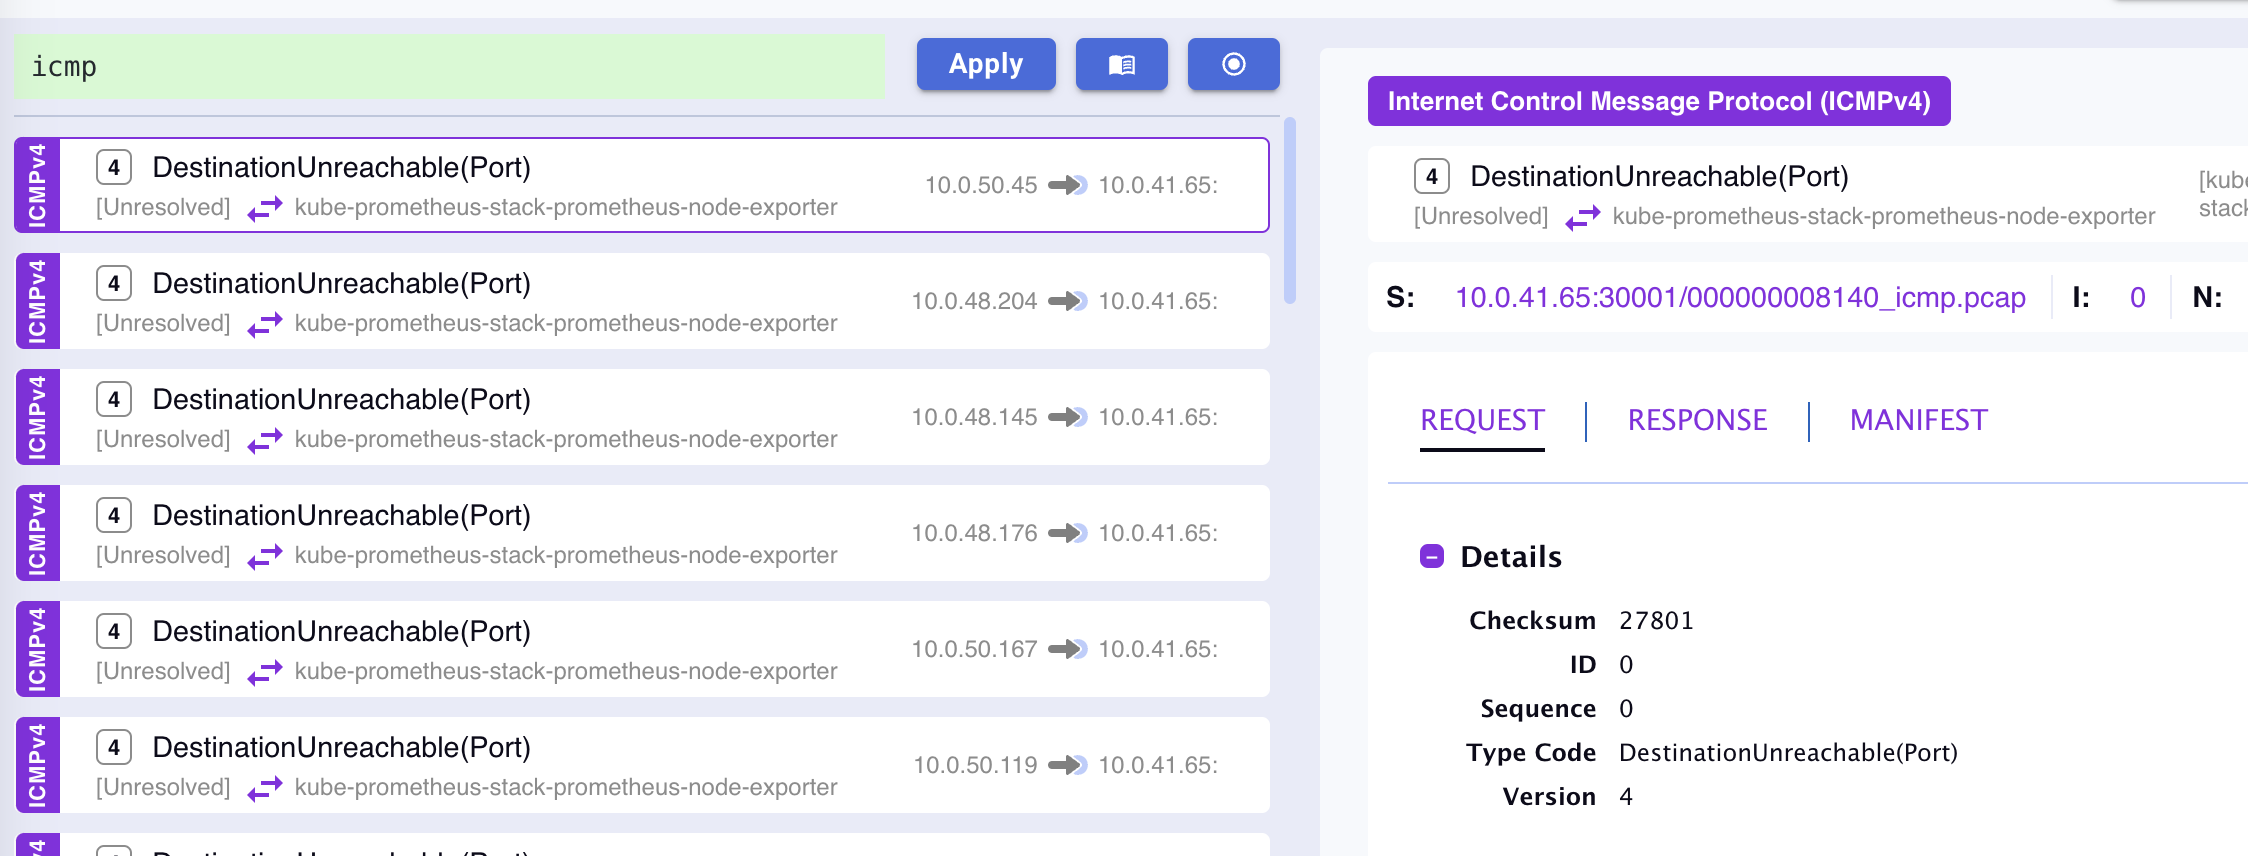 icmp
Apply
ICMPv4
4 DestinationUnreachable(Port)
[Unresolved] kube-prometheus-stack-prometheus-node-exporter
10.0.50.45 10.0.41.65:
ICMPv4
4 DestinationUnreachable(Port)
[Unresolved] kube-prometheus-stack-prometheus-node-exporter
10.0.48.204 10.0.41.65:
ICMPv4
4 DestinationUnreachable(Port)
[Unresolved] kube-prometheus-stack-prometheus-node-exporter
10.0.48.145 10.0.41.65:
ICMPv4
4 DestinationUnreachable(Port)
[Unresolved] kube-prometheus-stack-prometheus-node-exporter
10.0.48.176 10.0.41.65:
ICMPv4
4 DestinationUnreachable(Port)
[Unresolved] kube-prometheus-stack-prometheus-node-exporter
10.0.50.167 10.0.41.65:
ICMPv4
4 DestinationUnreachable(Port)
[Unresolved] kube-prometheus-stack-prometheus-node-exporter
10.0.50.119 10.0.41.65:
Internet Control Message Protocol (ICMPv4)
4 DestinationUnreachable(Port)
[Unresolved] kube-prometheus-stack-prometheus-node-exporter
S: 10.0.41.65:30001/000000008140_icmp.pcap I: 0 N:
REQUEST RESPONSE MANIFEST
Details
Checksum 27801
ID 0
Sequence 0
Type Code DestinationUnreachable(Port)
Version 4